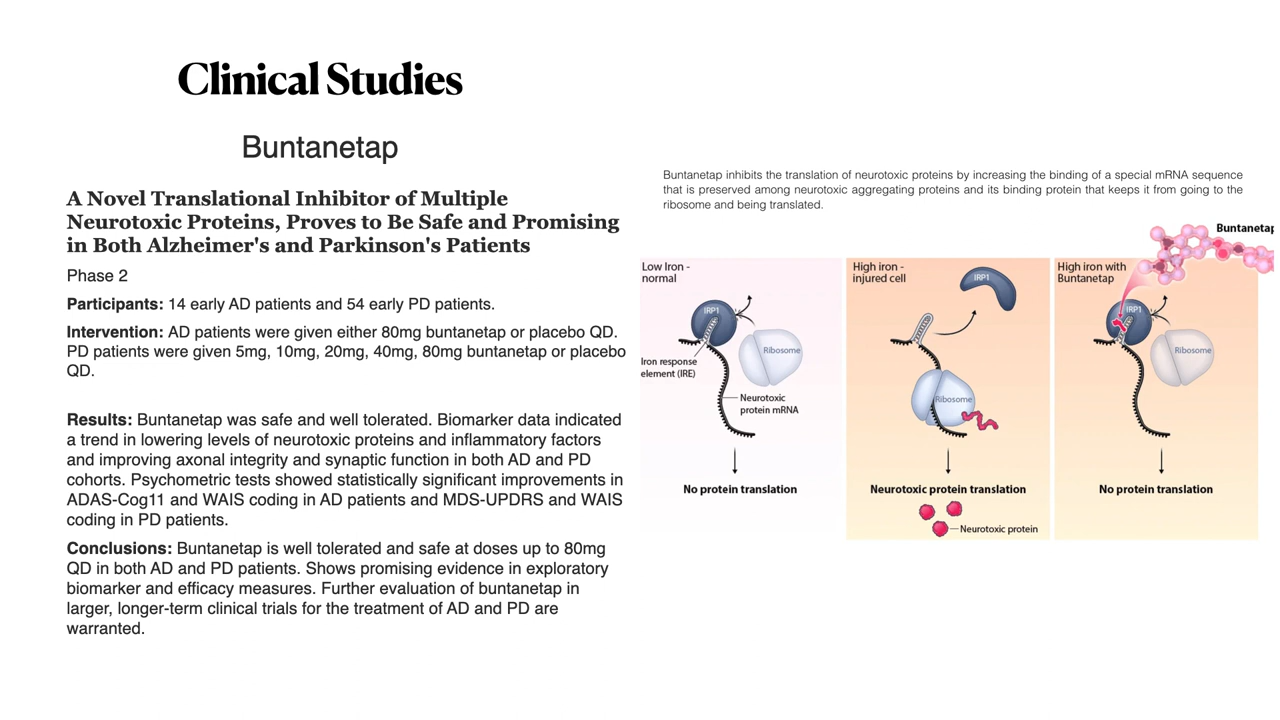 Clinical Studies
Buntanetap
A Novel Translational Inhibitor of Multiple
Neurotoxic Proteins, Proves to Be Safe and Promising
in Both Alzheimer's and Parkinson's Patients
Phase 2
Participants: 14 early AD patients and 54 early PD patients.
Intervention: AD patients were given either 80mg buntanetap or placebo QD.
PD patients were given 5mg, 10mg, 20mg, 40mg, 80mg buntanetap or placebo
QD.
Results: Buntanetap was safe and well tolerated. Biomarker data indicated
a trend in lowering levels of neurotoxic proteins and inflammatory factors
and improving axonal integrity and synaptic function in both AD and PD
cohorts. Psychometric tests showed statistically significant improvements in
ADAS-Cog11 and WAIS coding in AD patients and MDS-UPDRS and WAIS
coding in PD patients.
Conclusions: Buntanetap is well tolerated and safe at doses up to 80mg
QD in both AD and PD patients. Shows promising evidence in exploratory
biomarker and efficacy measures. Further evaluation of buntanetap in
larger, longer-term clinical trials for the treatment of AD and PD are
warranted.
Buntanetap inhibits the translation of neurotoxic proteins by increasing the binding of a special mRNA sequence
that is preserved among neurotoxic aggregating proteins and its binding protein that keeps it from going to the
ribosome and being translated.
Low Iron -
normal
IRP1
Ribosome
Iron response
element (IRE)
Neurotoxic
protein mRNA
No protein translation
High iron -
injured cell
IRP1
Ribosome
Neurotoxic protein translation
Neurotoxic protein
Buntanetap
High iron with
Buntanetap
IRP1
Ribosome
No protein translation